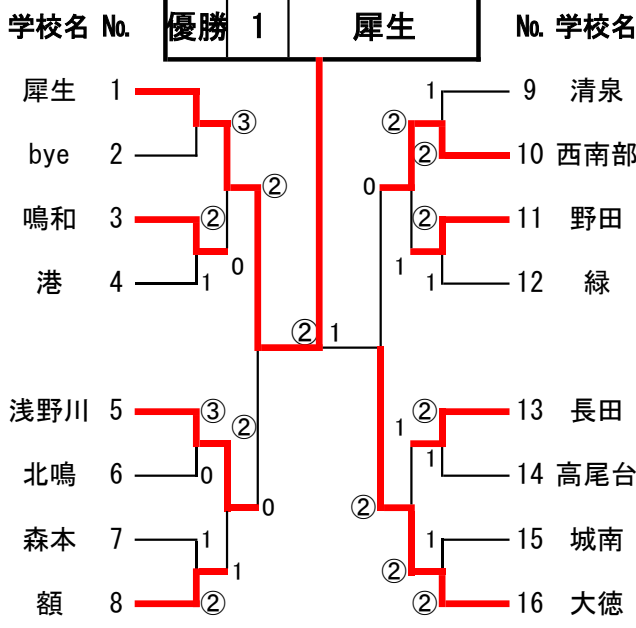 学校名 No. 優勝 1 犀生 No. 学校名
犀生 1 1 9 清泉
③ ②
bye 2 ② 10 西南部
② 0
鳴和 3 ② ② 11 野田
0 1
港 4 1 1 12 緑
② 1
浅野川 5 ③ ② 1 ② 13 長田
北鳴 6 0 1 14 高尾台
0 ②
森本 7 1 1 15 城南
1 ②
額 8 ② ② 16 大徳